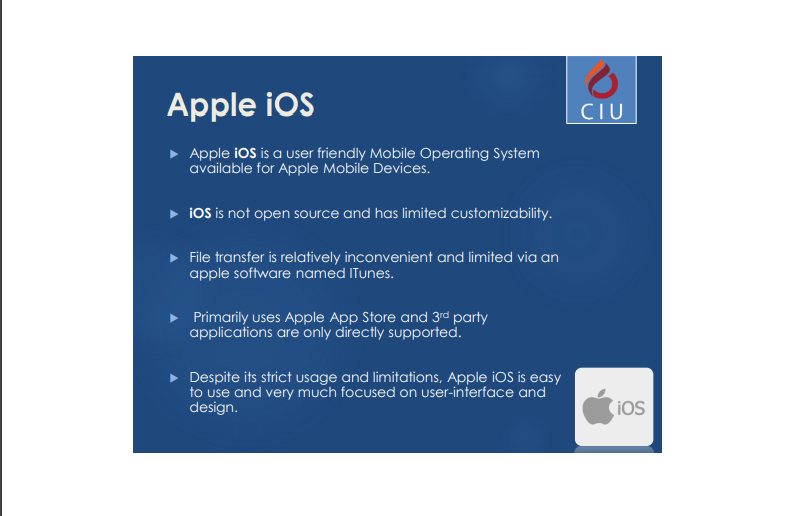 Apple iOS
CIU
Apple iOS is a user friendly Mobile Operating System
available for Apple Mobile Devices.
iOS is not open source and has limited customizability.
File transfer is relatively inconvenient and limited via an
apple software named ITunes.
Primarily uses Apple App Store and 3rd party
applications are only directly supported.
Despite its strict usage and limitations, Apple iOS is easy
to use and very much focused on user-interface and
design.
iOS